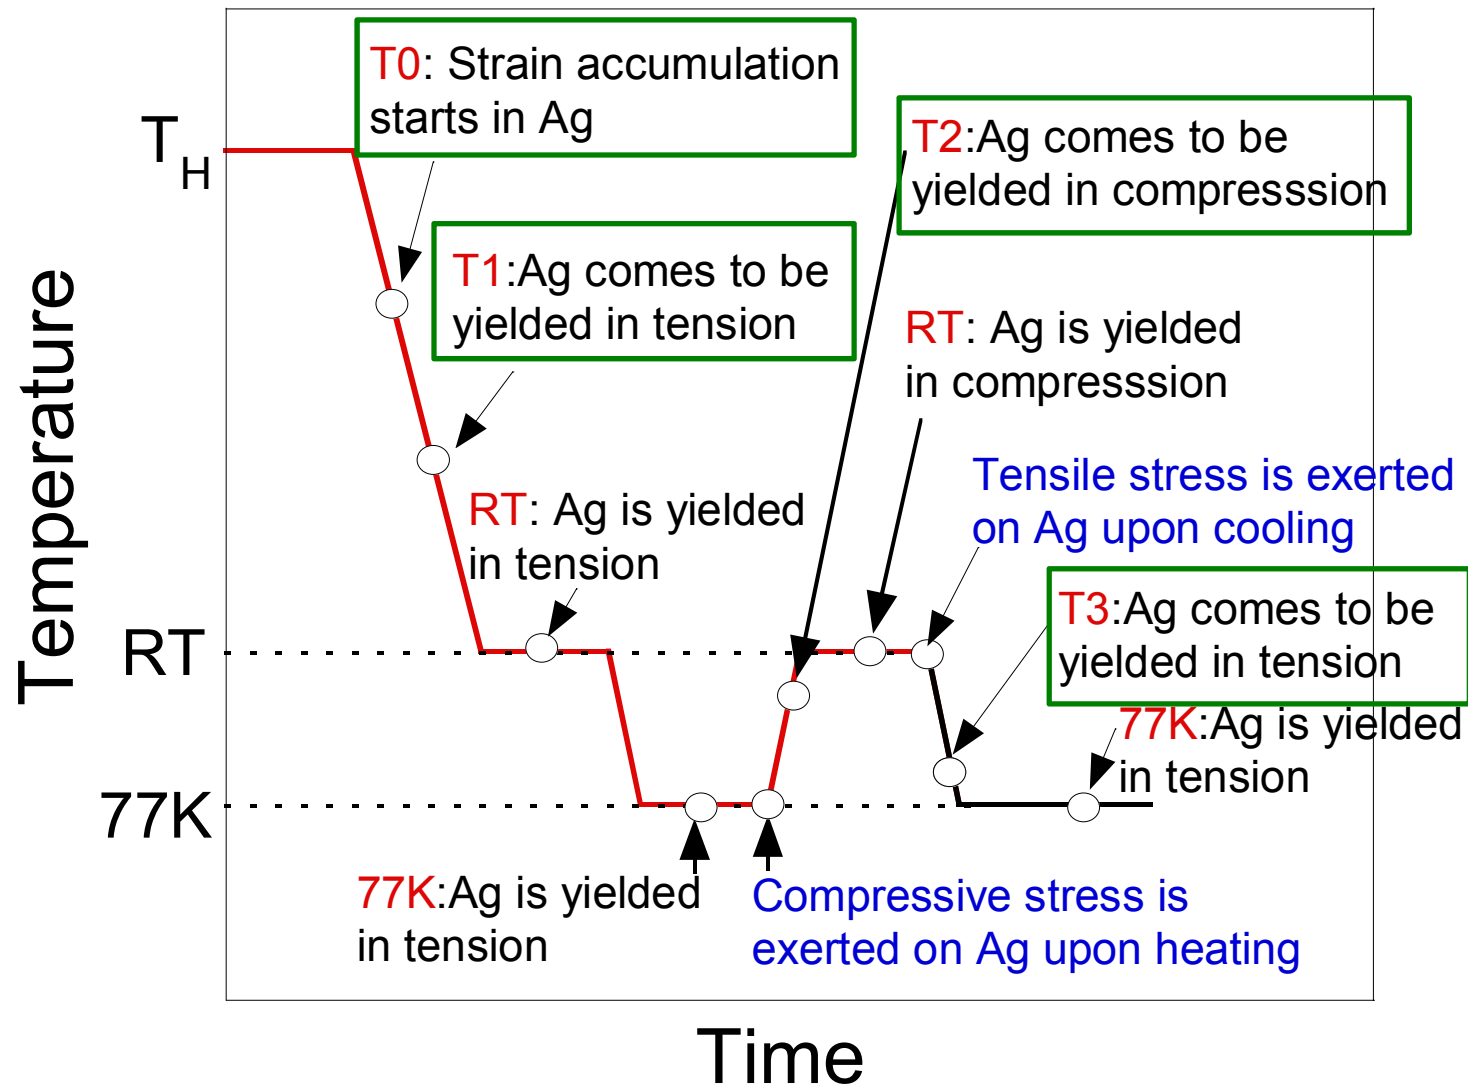 T0: Strain accumulation
starts in Ag
T2:Ag comes to be
yielded in compresssion
TH
T1:Ag comes to be
yielded in tension
RT: Ag is yielded
in compresssion
Tensile stress is exerted
on Ag upon cooling
RT: Ag is yielded
in tension
T3:Ag comes to be
yielded in tension
RT
77K:Ag is yielded
in tension
77K
77K:Ag is yielded
in tension
Compressive stress is
exerted on Ag upon heating
Temperature
Time